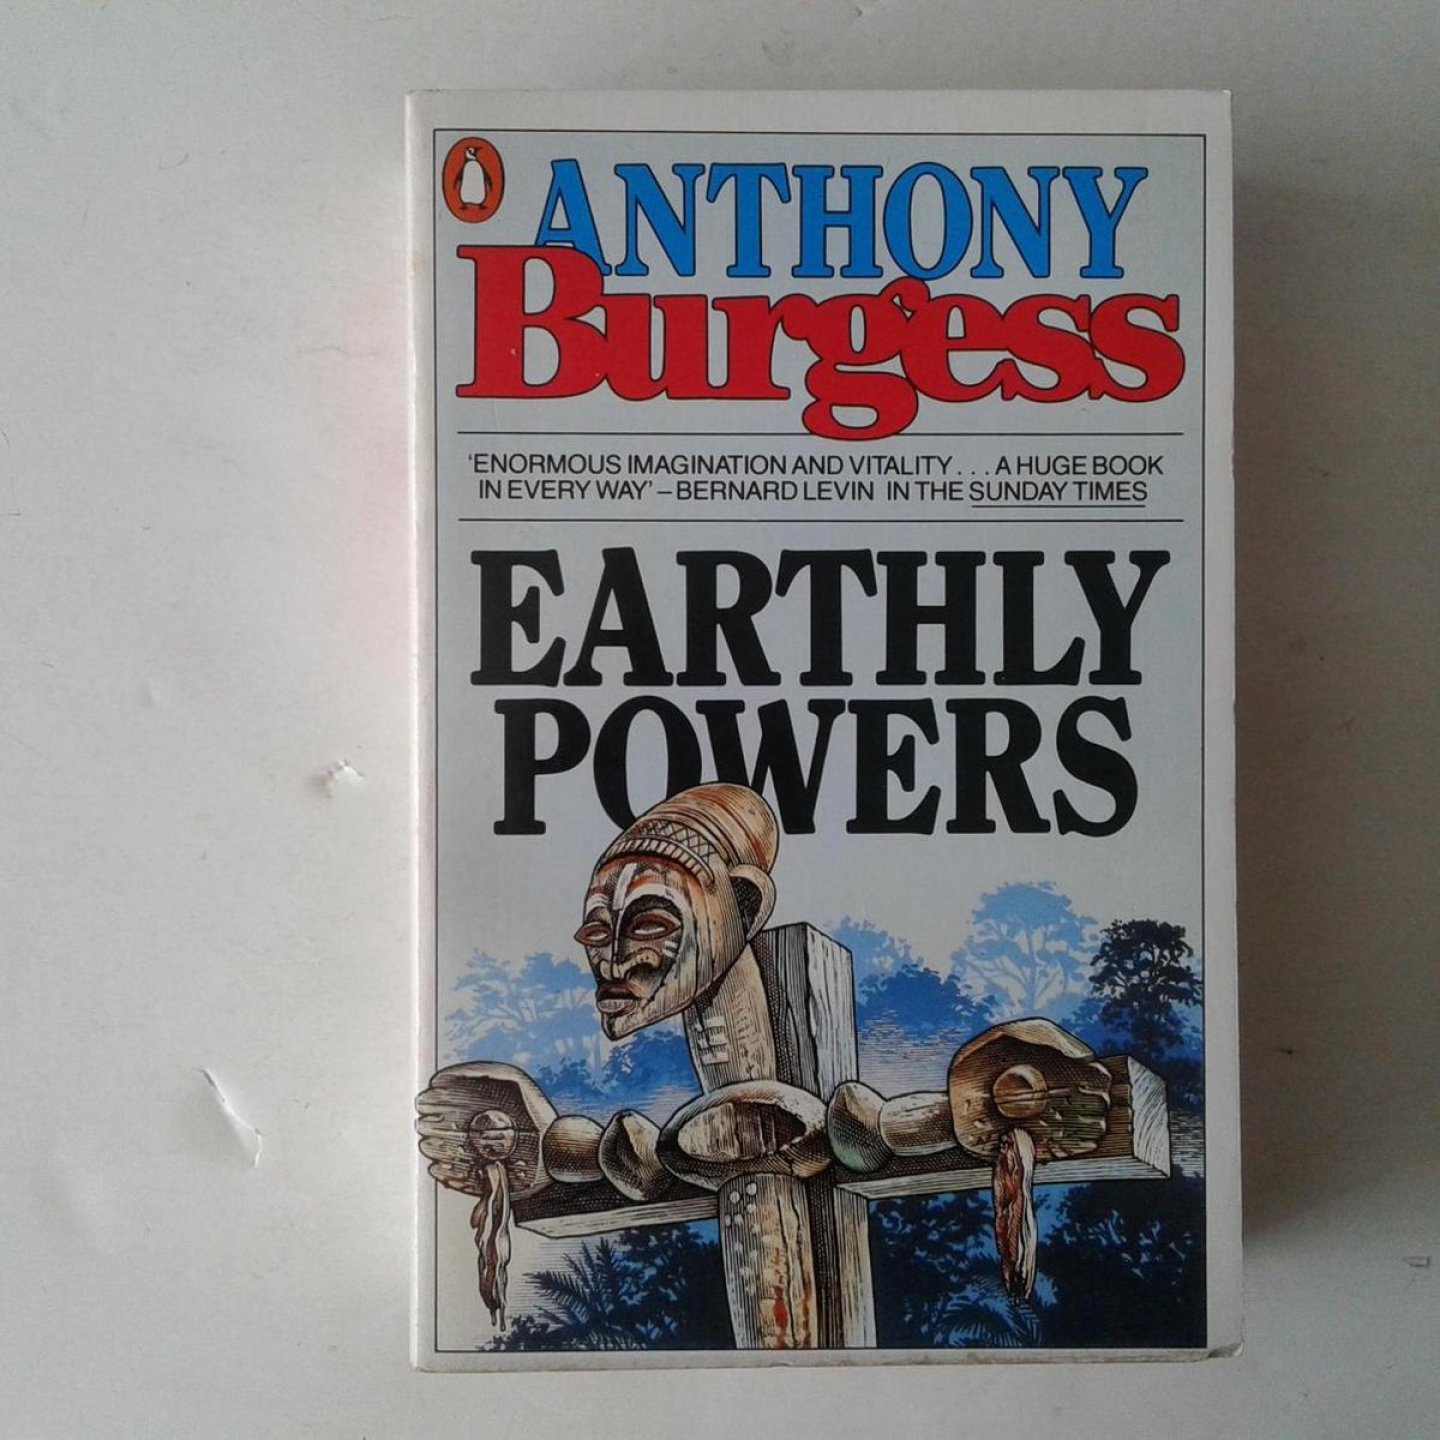 ANTHONY
Burgess
'ENORMOUS IMAGINATION AND VITALITY . . . A HUGE BOOK
IN EVERY WAY' – BERNARD LEVIN IN THE SUNDAY TIMES
EARTHLY
POWERS